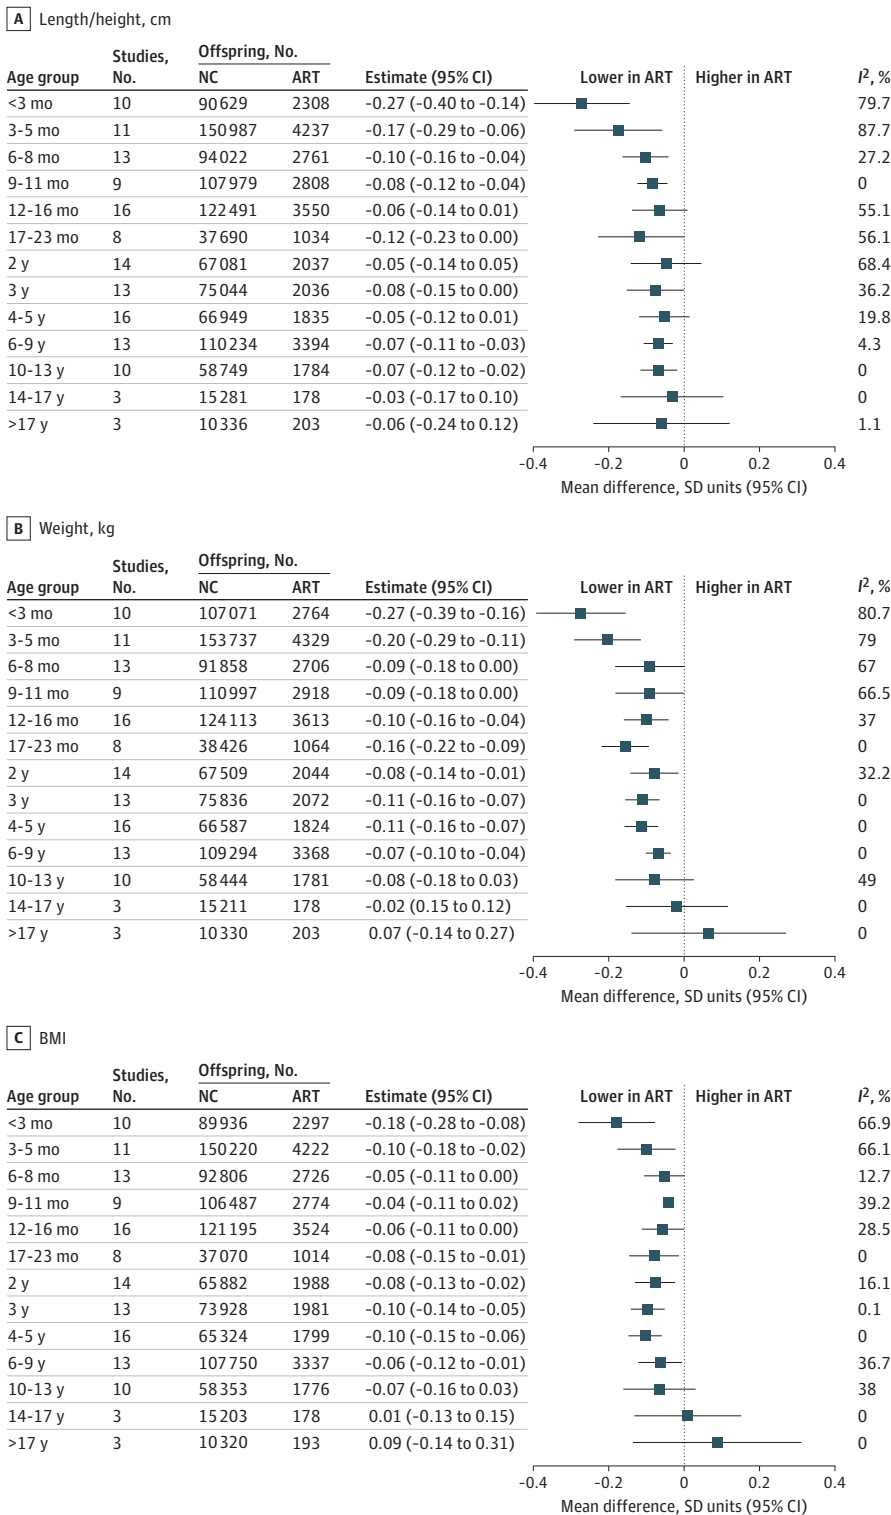 A Length/height, cm
Age group Studies, No. Offspring, No. NC ART Estimate (95% CI) Lower in ART Higher in ART I², %
<3 mo 10 90629 2308 -0.27 (-0.40 to -0.14) 79.7
3-5 mo 11 150987 4237 -0.17 (-0.29 to -0.06) 87.7
6-8 mo 13 94022 2761 -0.10 (-0.16 to -0.04) 27.2
9-11 mo 9 107979 2808 -0.08 (-0.12 to -0.04) 0
12-16 mo 16 122491 3550 -0.06 (-0.14 to 0.01) 55.1
17-23 mo 8 37690 1034 -0.12 (-0.23 to 0.00) 56.1
2 y 14 67081 2037 -0.05 (-0.14 to 0.05) 68.4
3 y 13 75044 2036 -0.08 (-0.15 to 0.00) 36.2
4-5 y 16 66949 1835 -0.05 (-0.12 to 0.01) 19.8
6-9 y 13 110234 3394 -0.07 (-0.11 to -0.03) 4.3
10-13 y 10 58749 1784 -0.07 (-0.12 to -0.02) 0
14-17 y 3 15281 178 -0.03 (-0.17 to 0.10) 0
>17 y 3 10336 203 -0.06 (-0.24 to 0.12) 1.1
-0.4 -0.2 0 0.2 0.4
Mean difference, SD units (95% CI)
B Weight, kg
Age group Studies, No. Offspring, No. NC ART Estimate (95% CI) Lower in ART Higher in ART I², %
<3 mo 10 107071 2764 -0.27 (-0.39 to -0.16) 80.7
3-5 mo 11 153737 4329 -0.20 (-0.29 to -0.11) 79
6-8 mo 13 91858 2706 -0.09 (-0.18 to 0.00) 67
9-11 mo 9 110997 2918 -0.09 (-0.18 to 0.00) 66.5
12-16 mo 16 124113 3613 -0.10 (-0.16 to -0.04) 37
17-23 mo 8 38426 1064 -0.16 (-0.22 to -0.09) 0
2 y 14 67509 2044 -0.08 (-0.14 to -0.01) 32.2
3 y 13 75836 2072 -0.11 (-0.16 to -0.07) 0
4-5 y 16 66587 1824 -0.11 (-0.16 to -0.07) 0
6-9 y 13 109294 3368 -0.07 (-0.10 to -0.04) 0
10-13 y 10 58444 1781 -0.08 (-0.18 to 0.03) 49
14-17 y 3 15211 178 -0.02 (0.15 to 0.12) 0
>17 y 3 10330 203 0.07 (-0.14 to 0.27) 0
-0.4 -0.2 0 0.2 0.4
Mean difference, SD units (95% CI)
C BMI
Age group Studies, No. Offspring, No. NC ART Estimate (95% CI) Lower in ART Higher in ART I², %
<3 mo 10 89936 2297 -0.18 (-0.28 to -0.08) 66.9
3-5 mo 11 150220 4222 -0.10 (-0.18 to -0.02) 66.1
6-8 mo 13 92806 2726 -0.05 (-0.11 to 0.00) 12.7
9-11 mo 9 106487 2774 -0.04 (-0.11 to 0.02) 39.2
12-16 mo 16 121195 3524 -0.06 (-0.11 to 0.00) 28.5
17-23 mo 8 37070 1014 -0.08 (-0.15 to -0.01) 0
2 y 14 65882 1988 -0.08 (-0.13 to -0.02) 16.1
3 y 13 73928 1981 -0.10 (-0.14 to -0.05) 0.1
4-5 y 16 65324 1799 -0.10 (-0.15 to -0.06) 0
6-9 y 13 107750 3337 -0.06 (-0.12 to -0.01) 36.7
10-13 y 10 58353 1776 -0.07 (-0.16 to 0.03) 38
14-17 y 3 15203 178 0.01 (-0.13 to 0.15) 0
>17 y 3 10320 193 0.09 (-0.14 to 0.31) 0
-0.4 -0.2 0 0.2 0.4
Mean difference, SD units (95% CI)